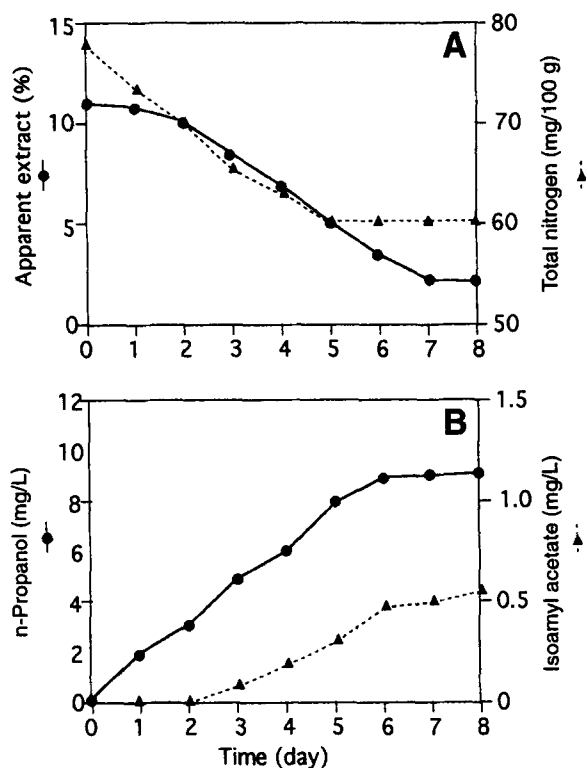 A
15
10
5
0
Apparent extract (%)
80
70
60
50
Total nitrogen (mg/100 g)
0 1 2 3 4 5 6 7 8
B
12
10
8
6
4
2
0
n-Propanol (mg/L)
1.5
1.0
0.5
0
Isoamyl acetate (mg/L)
0 1 2 3 4 5 6 7 8
Time (day)